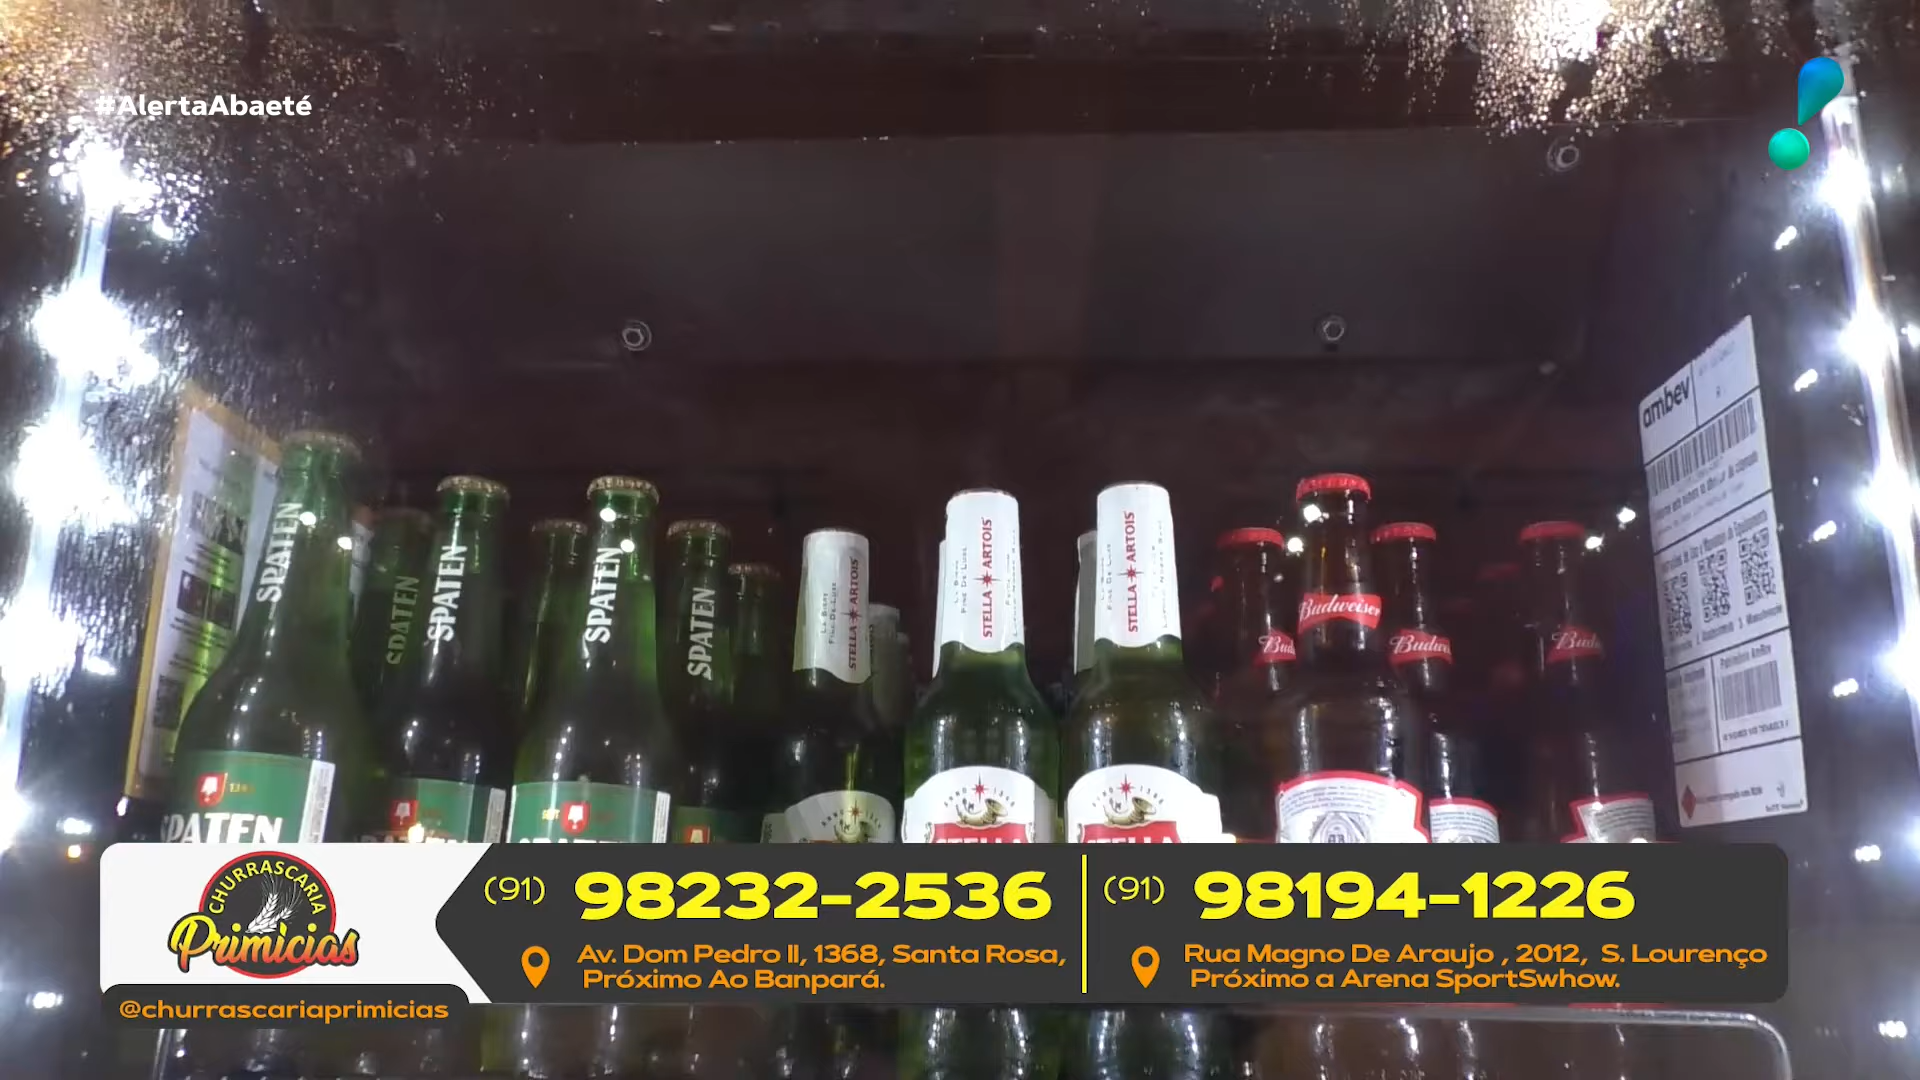 #AlertaAbaeté
ambev
SPATEN
SPATEN
SPATEN
SPATEN
SPATEN
STELLA ARTOIS
STELLA ARTOIS
STELLA ARTOIS
Budweiser
SPATEN
CHURRASCARIA
Primicias
@churrascariaprimicias
(91) 98232-2536
Av. Dom Pedro II, 1368, Santa Rosa,
Próximo Ao Banpará.
(91) 98194-1226
Rua Magno De Araujo , 2012, S. Lourenço
Próximo a Arena SportSwhow.